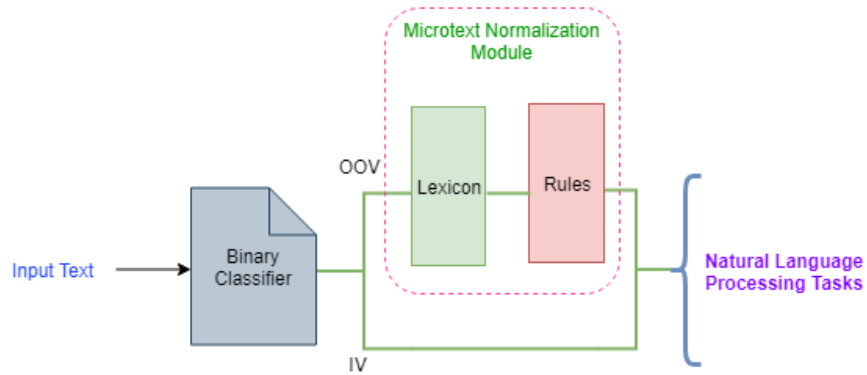 Microtext Normalization
Module
OOV
Lexicon
Rules
Input Text
Binary
Classifier
Natural Language
Processing Tasks
IV